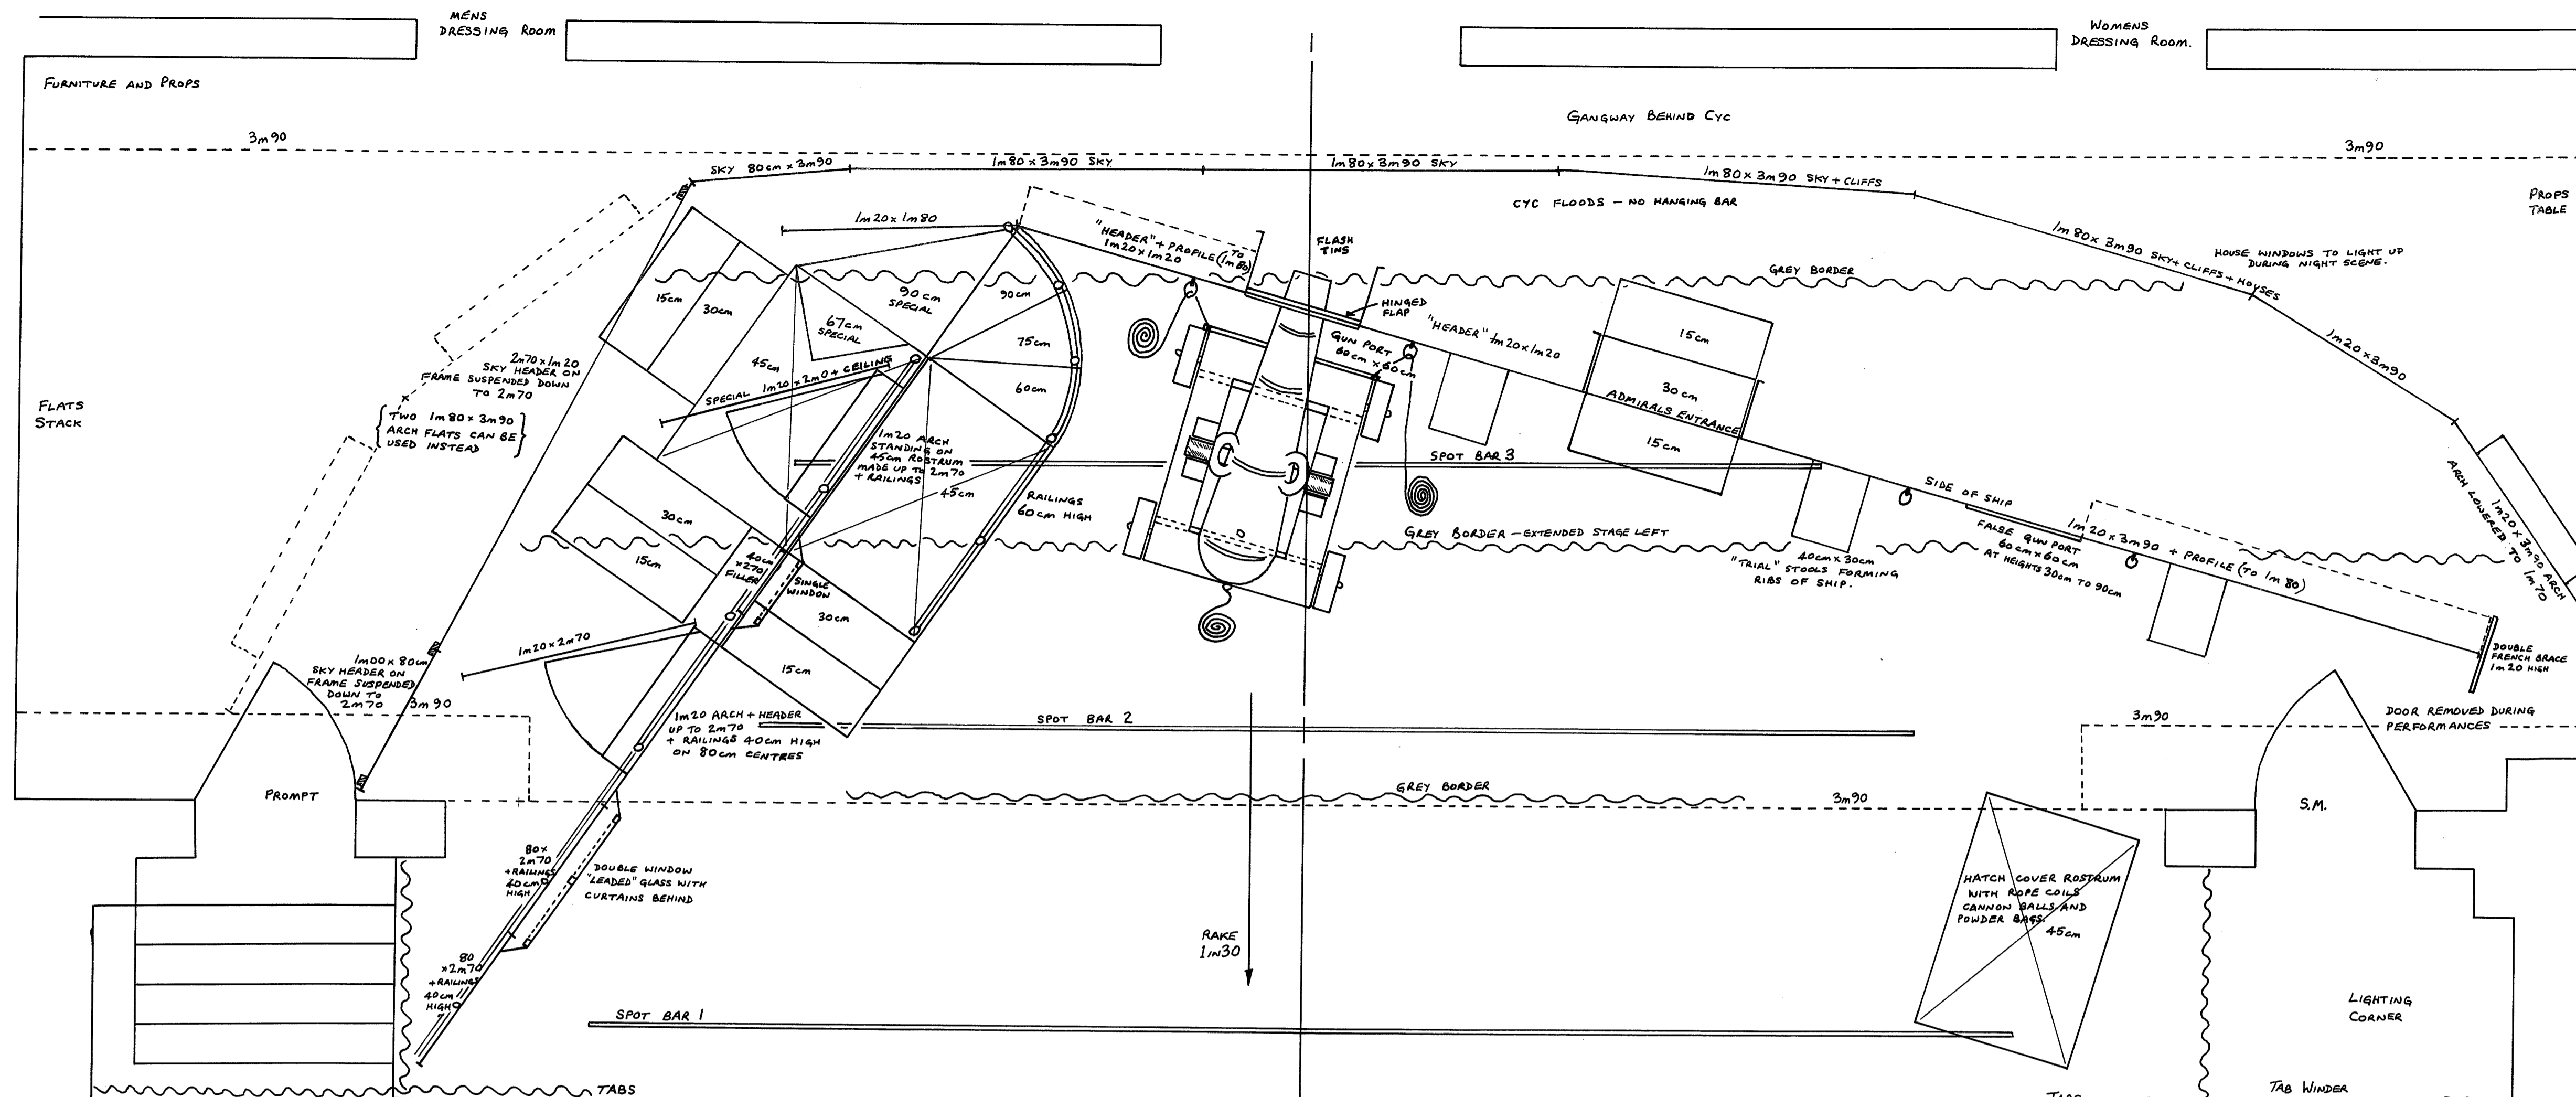 MENS
DRESSING ROOM
WOMENS
DRESSING ROOM.
FURNITURE AND PROPS
GANGWAY BEHIND CYC
3m90
3m90
SKY 80cm x 3m90
1m80 x 3m90 SKY
1m80 x 3m90 SKY
1m80 x 3m90 SKY + CLIFFS
CYC FLOODS - NO HANGING BAR
PROPS
TABLE
1m80 x 3m90 SKY + CLIFFS + HOUSES
HOUSE WINDOWS TO LIGHT UP
DURING NIGHT SCENE.
1m20 x 1m80
"HEADER" + PROFILE (TO
1m80)
1m20 x 1m20
FLASH
TINS
GREY BORDER
15cm
30cm
90cm
SPECIAL
90cm
67cm
SPECIAL
75cm
60cm
45cm
HINGED
FLAP
GUN PORT
60cm x 60cm
"HEADER" 1m20 x 1m20
15cm
30cm
ADMIRALS ENTRANCE
15cm
1m20 x 3m90
2m70 x 1m20
SKY HEADER ON
FRAME SUSPENDED DOWN
TO 2m70
TWO 1m80 x 3m90
ARCH FLATS CAN BE
USED INSTEAD
FLATS
STACK
SPECIAL 1m20 x 2m0 + CEILING
1m20 ARCH
STANDING ON
45cm ROSTRUM
MADE UP TO 2m70
+ RAILINGS
45cm
RAILINGS
60cm HIGH
SPOT BAR 3
SIDE OF SHIP
1m20 x 3m90 ARCH
ARCH LOWERED TO 1m70
GREY BORDER - EXTENDED STAGE LEFT
FALSE GUN PORT
60cm x 60cm
AT HEIGHTS 30cm TO 90cm
1m20 x 3m90 + PROFILE (TO 1m80)
40cm x 30cm
"TRIAL" STOOLS FORMING
RIBS OF SHIP.
30cm
15cm
40cm
x 270
FILLER
SINGLE
WINDOW
30cm
15cm
1m20 x 2m70
1m00 x 80cm
SKY HEADER ON
FRAME SUSPENDED
DOWN TO
2m70
3m90
DOUBLE
FRENCH BRACE
1m20 HIGH
1m20 ARCH + HEADER
UP TO 2m70
+ RAILINGS 40cm HIGH
ON 80cm CENTRES
SPOT BAR 2
3m90
DOOR REMOVED DURING
PERFORMANCES
PROMPT
GREY BORDER
3m90
S.M.
80 x
2m70
+ RAILINGS
40cm
HIGH
DOUBLE WINDOW
"LEADED" GLASS WITH
CURTAINS BEHIND
HATCH COVER ROSTRUM
WITH ROPE COILS
CANNON BALLS AND
POWDER BAGS.
45cm
RAKE
1 IN 30
80
x 2m70
+ RAILINGS
40cm
HIGH
SPOT BAR 1
LIGHTING
CORNER
TABS
TABS
TAB WINDER